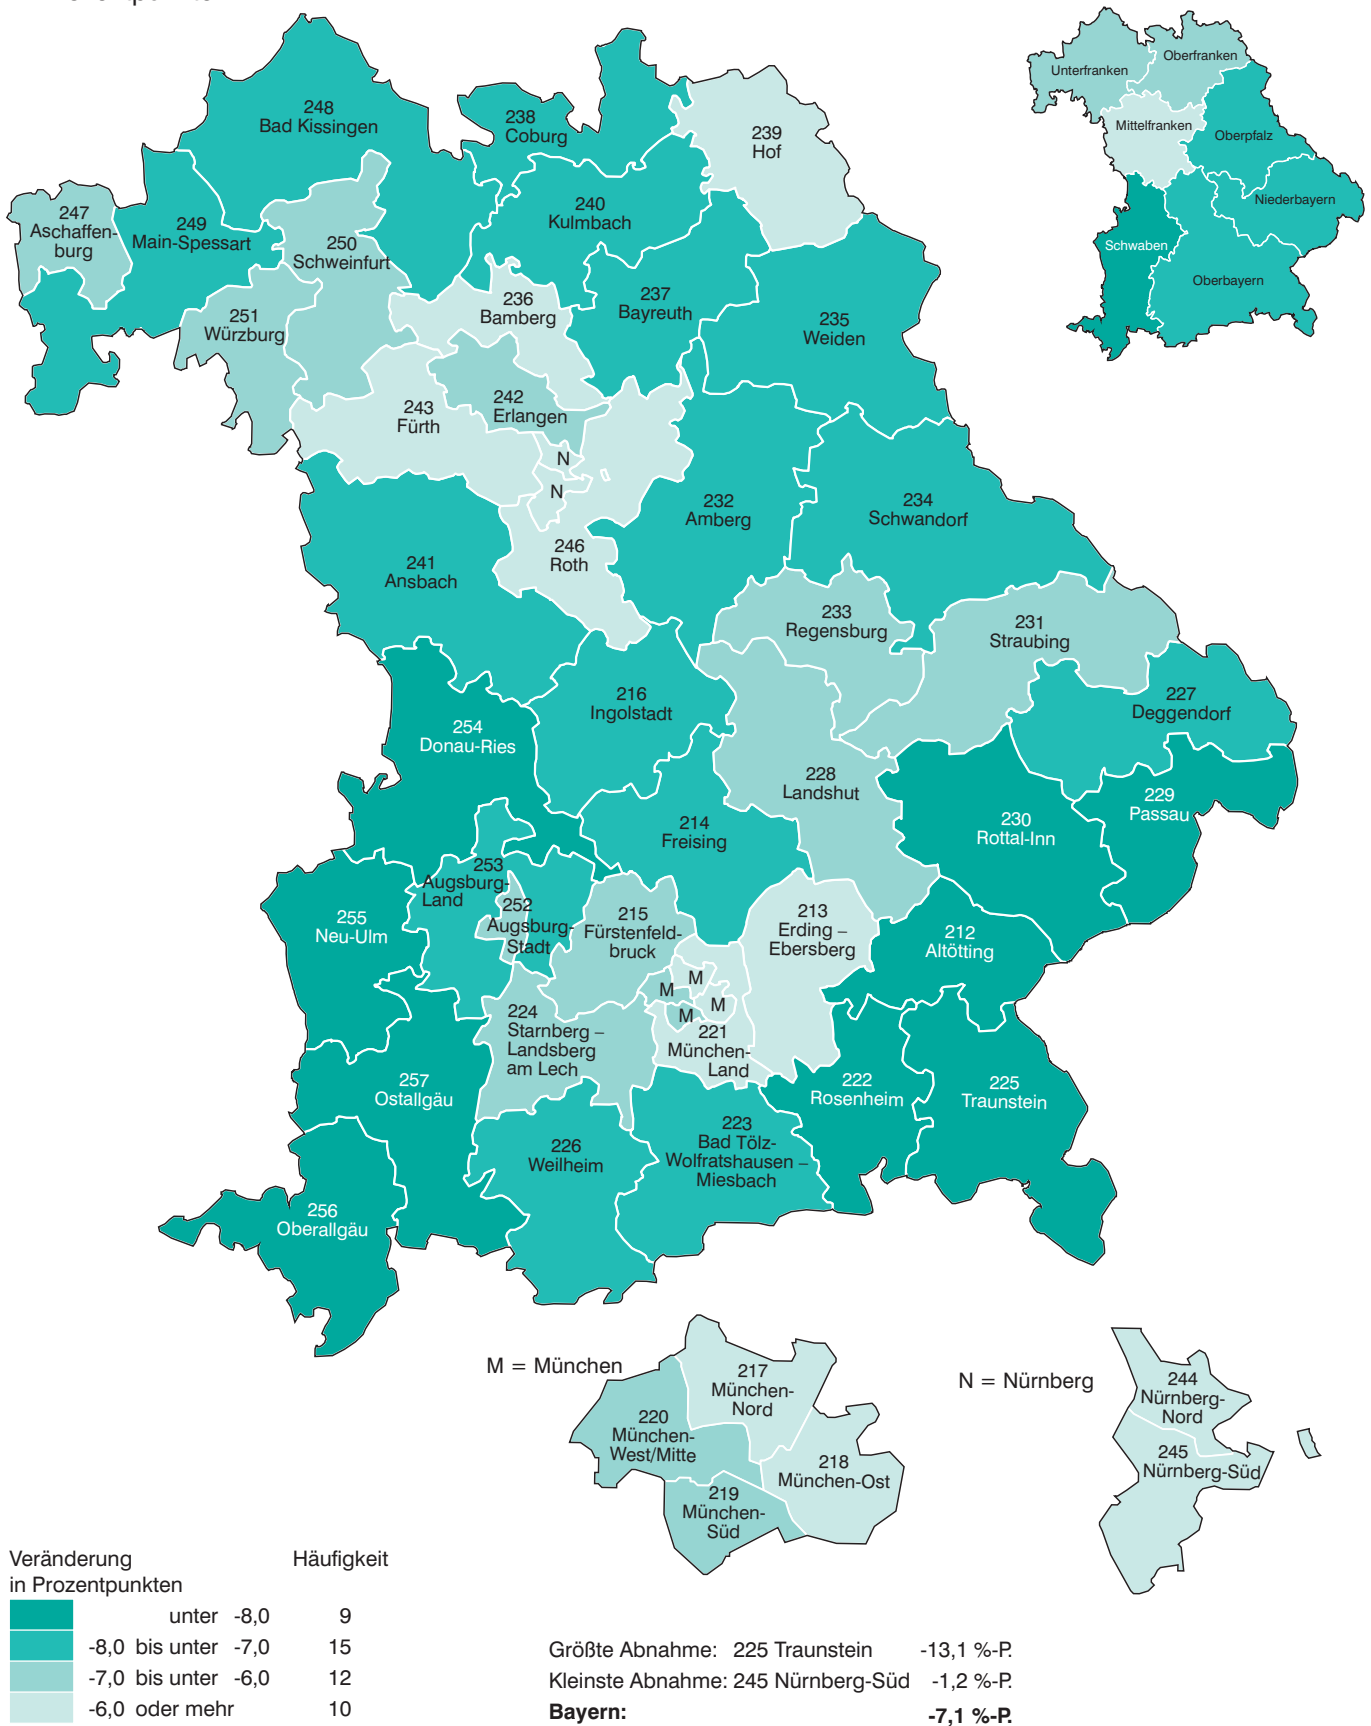 248
Bad Kissingen
238
Coburg
239
Hof
Unterfranken
Oberfranken
Mittelfranken
Oberpfalz
Niederbayern
Schwaben
Oberbayern
247
Aschaffen-
burg
249
Main-Spessart
250
Schweinfurt
240
Kulmbach
251
Würzburg
236
Bamberg
237
Bayreuth
235
Weiden
243
Fürth
242
Erlangen
N
N
232
Amberg
234
Schwandorf
241
Ansbach
246
Roth
233
Regensburg
231
Straubing
216
Ingolstadt
227
Deggendorf
254
Donau-Ries
228
Landshut
229
Passau
214
Freising
230
Rottal-Inn
253
Augsburg-
Land
252
Augsburg-
Stadt
215
Fürstenfeld-
bruck
213
Erding –
Ebersberg
255
Neu-Ulm
212
Altötting
M
M
M
M
224
Starnberg –
Landsberg
am Lech
221
München-
Land
257
Ostallgäu
222
Rosenheim
225
Traunstein
226
Weilheim
223
Bad Tölz-
Wolfratshausen –
Miesbach
256
Oberallgäu
M = München
217
München-
Nord
220
München-
West/Mitte
218
München-Ost
219
München-
Süd
N = Nürnberg
244
Nürnberg-
Nord
245
Nürnberg-Süd
Veränderung Häufigkeit
in Prozentpunkten
unter -8,0 9
-8,0 bis unter -7,0 15
-7,0 bis unter -6,0 12
-6,0 oder mehr 10
Größte Abnahme: 225 Traunstein -13,1 %-P.
Kleinste Abnahme: 245 Nürnberg-Süd -1,2 %-P.
Bayern: -7,1 %-P.